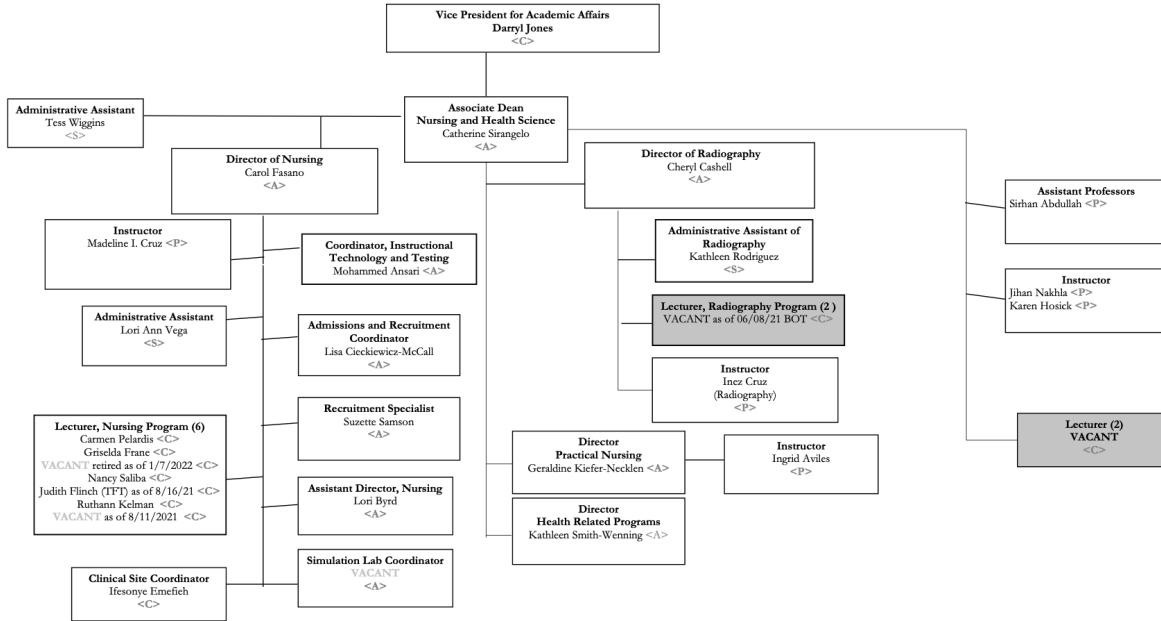 Vice President for Academic Affairs
Darryl Jones
<C>
Administrative Assistant
Tess Wiggins
<S>
Associate Dean
Nursing and Health Science
Catherine Sirangelo
<A>
Director of Nursing
Carol Fasano
<A>
Director of Radiography
Cheryl Cashell
<A>
Assistant Professors
Sirhan Abdullah <P>
Instructor
Madeline I. Cruz <P>
Coordinator, Instructional
Technology and Testing
Mohammed Ansari <A>
Administrative Assistant of
Radiography
Kathleen Rodriguez
<S>
Instructor
Jihan Nakhla <P>
Karen Hosick <P>
Administrative Assistant
Lori Ann Vega
<S>
Admissions and Recruitment
Coordinator
Lisa Cieckiewicz-McCall
<A>
Lecturer, Radiography Program (2 )
VACANT as of 06/08/21 BOT <C>
Instructor
Inez Cruz
(Radiography)
<P>
Lecturer, Nursing Program (6)
Carmen Pelardis <C>
Griselda Frane <C>
VACANT retired as of 1/7/2022 <C>
Nancy Saliba <C>
Judith Flinch (TFT) as of 8/16/21 <C>
Ruthann Kelman <C>
VACANT as of 8/11/2021 <C>
Recruitment Specialist
Suzette Samson
<A>
Director
Practical Nursing
Geraldine Kiefer-Necklen <A>
Instructor
Ingrid Aviles
<P>
Lecturer (2)
VACANT
<C>
Assistant Director, Nursing
Lori Byrd
<A>
Director
Health Related Programs
Kathleen Smith-Wenning <A>
Clinical Site Coordinator
Ifesonye Emefieh
<C>
Simulation Lab Coordinator
VACANT
<A>